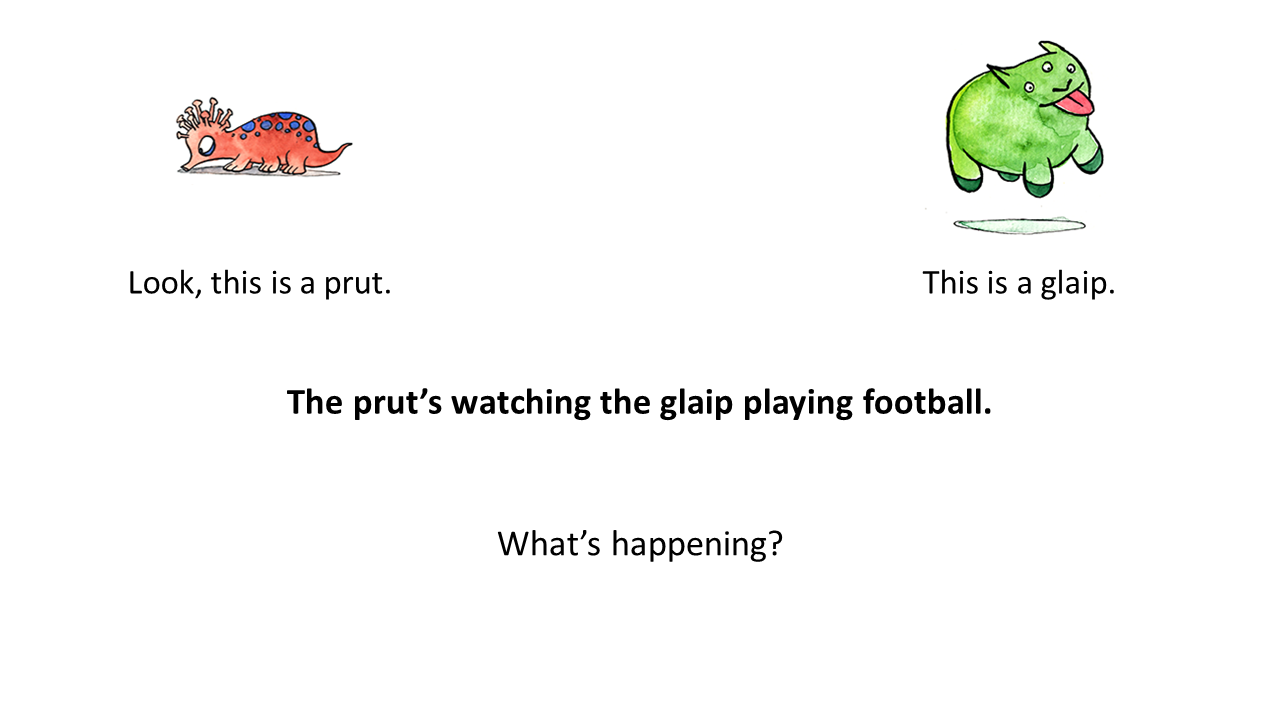 Look, this is a prut.
This is a glaip.
The prut’s watching the glaip playing football.
What’s happening?